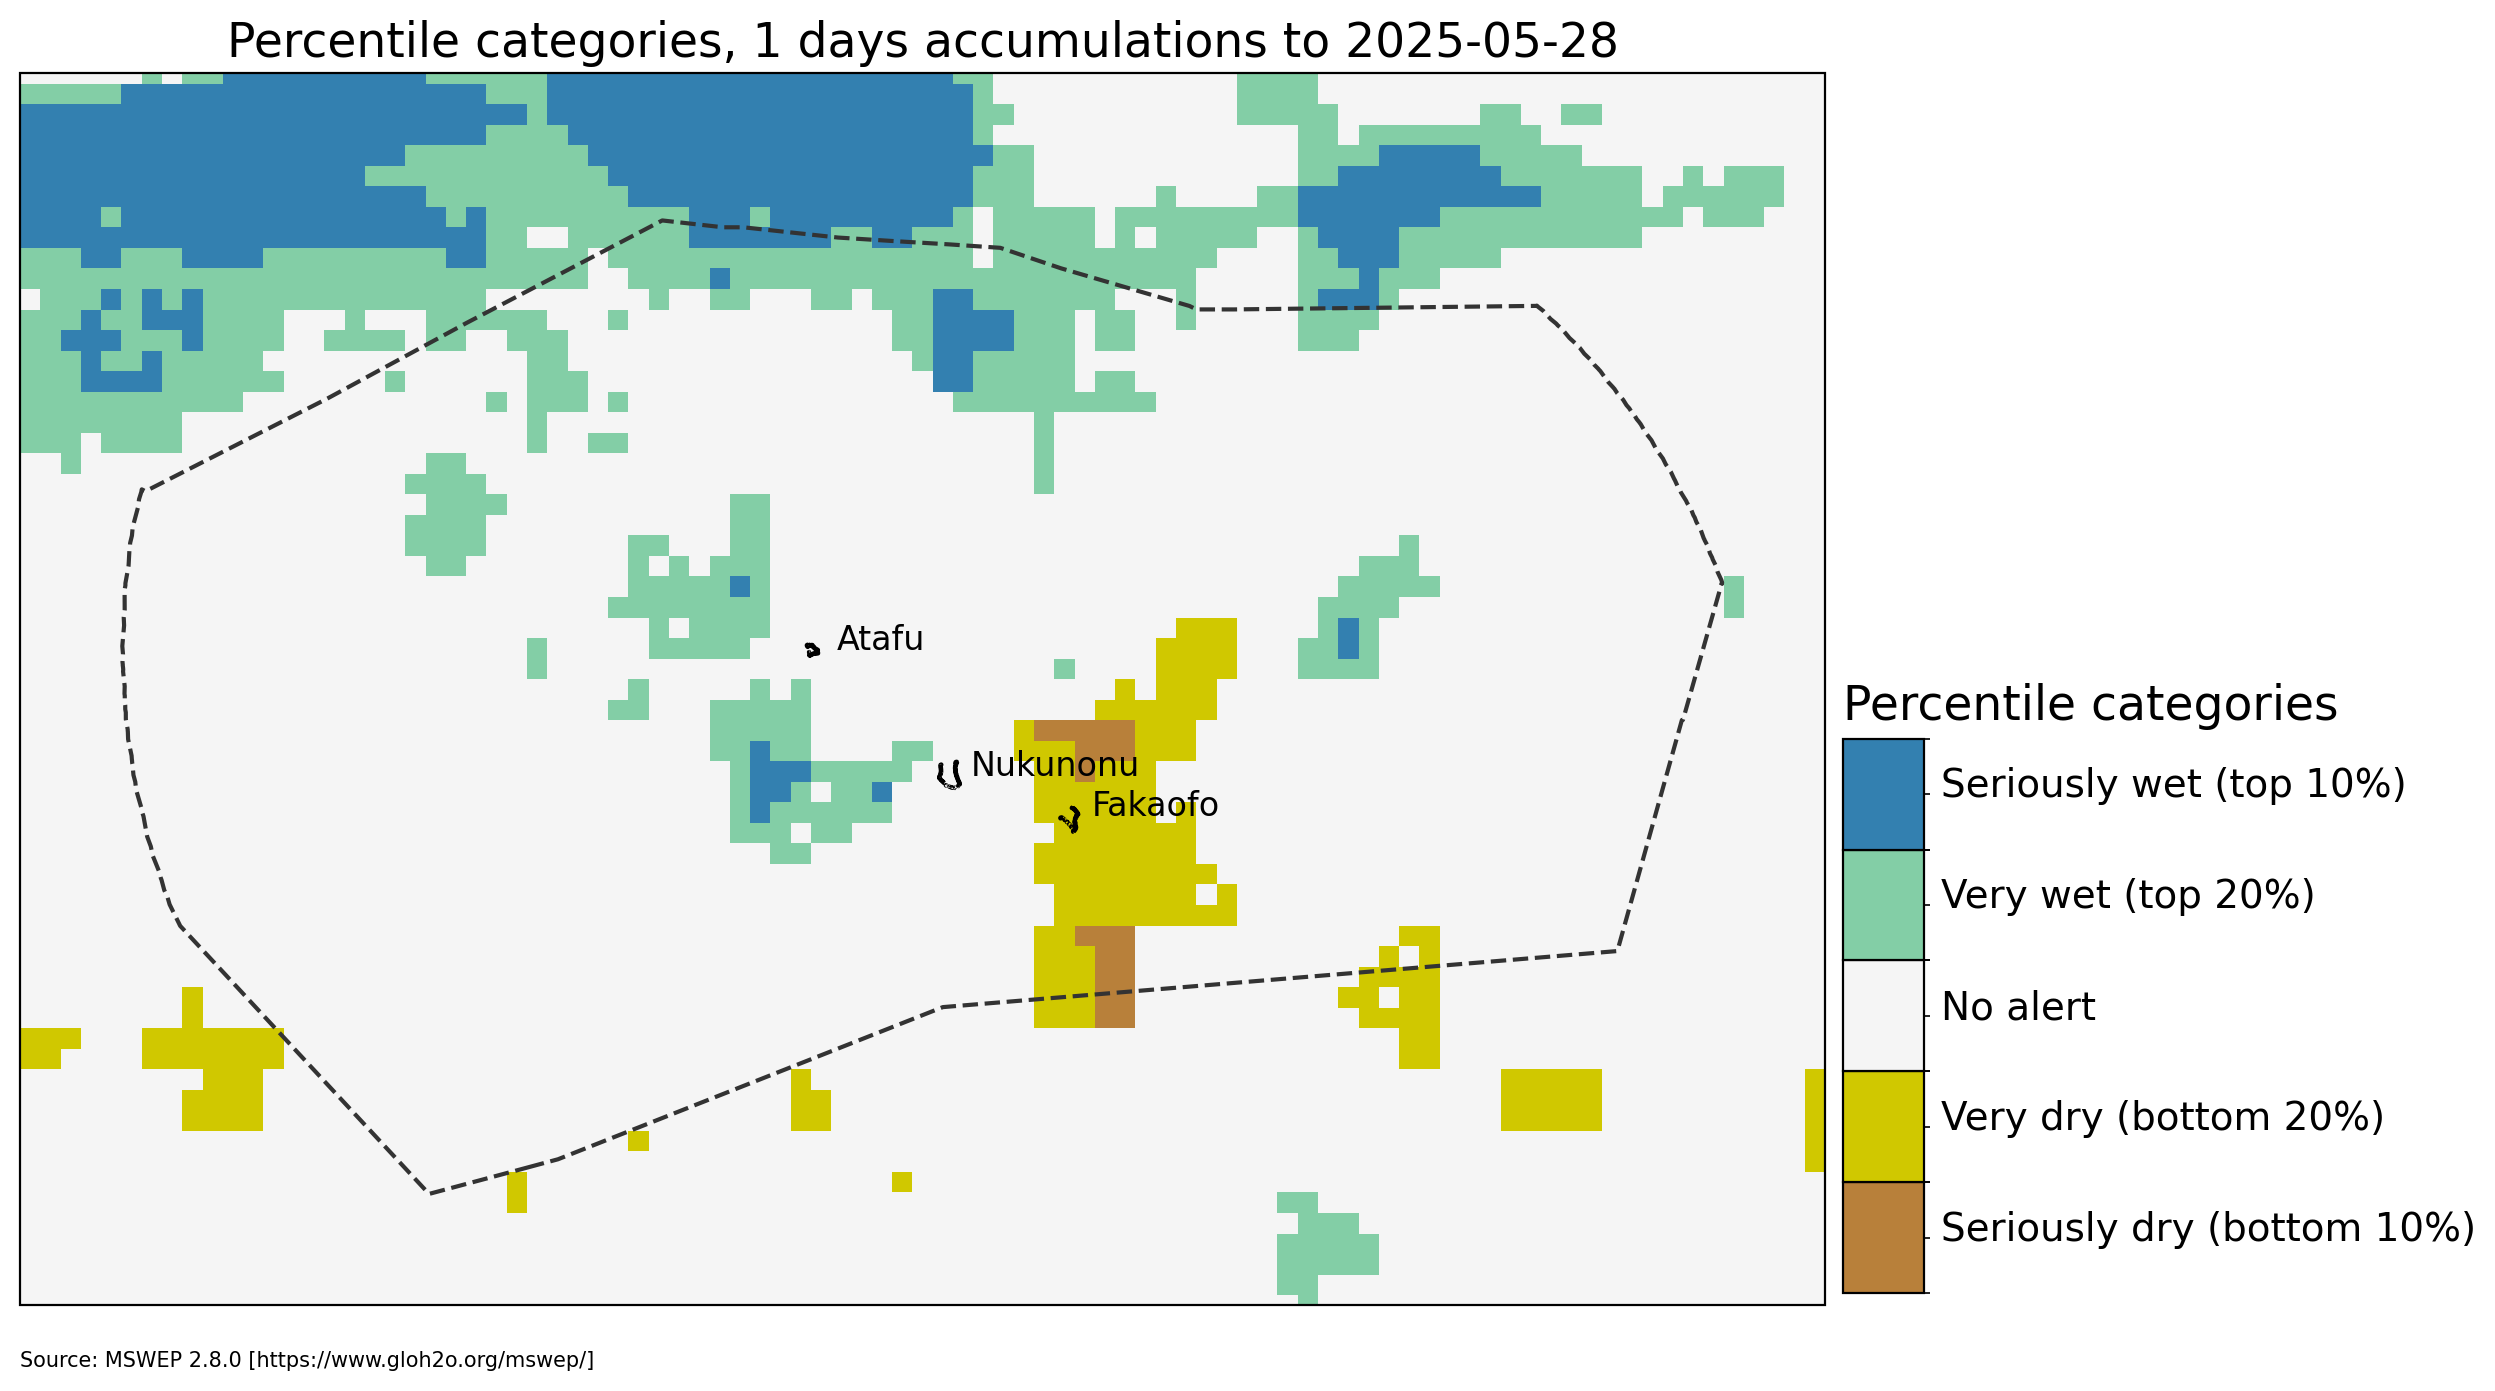 Percentile categories, 1 days accumulations to 2025-05-28
Atafu
Nukunonu
Fakaofo
Percentile categories
Seriously wet (top 10%)
Very wet (top 20%)
No alert
Very dry (bottom 20%)
Seriously dry (bottom 10%)
Source: MSWEP 2.8.0 [https://www.gloh2o.org/mswep/]